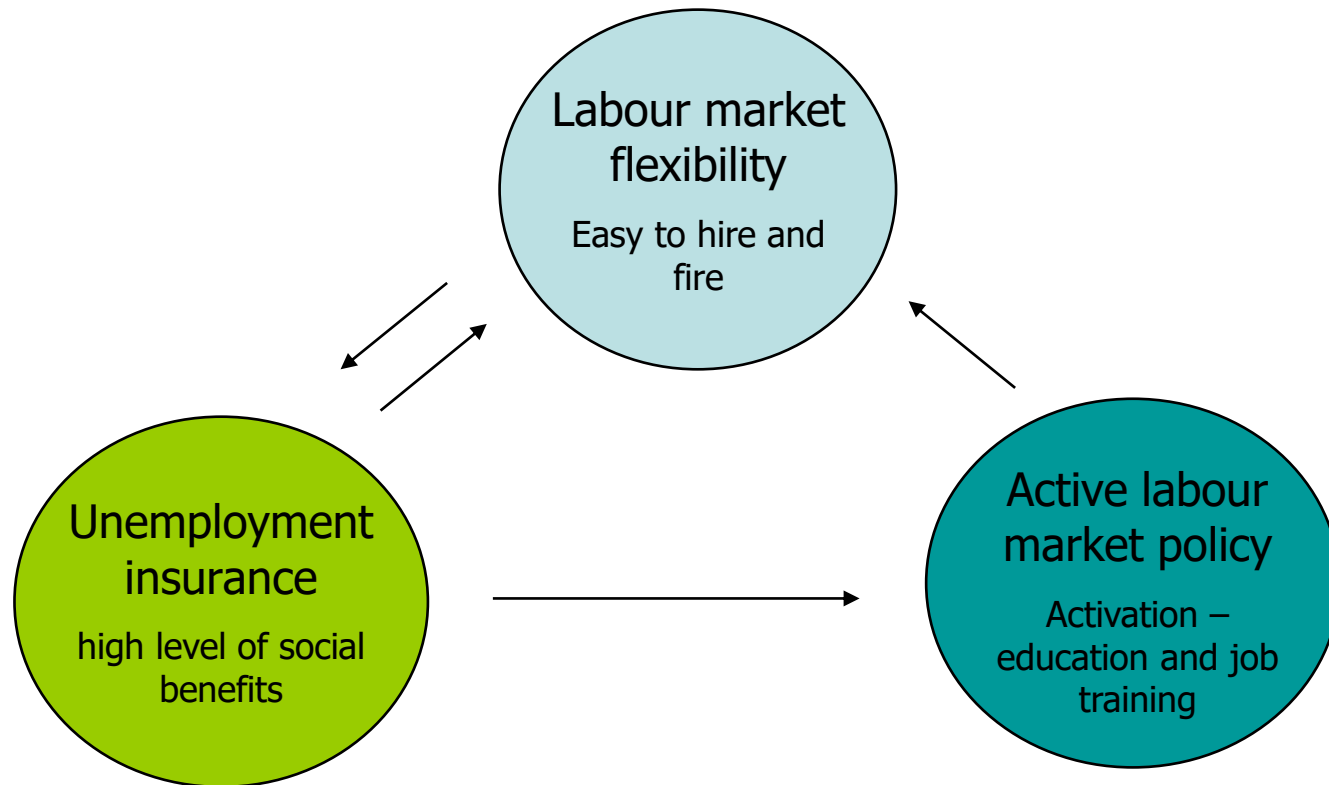 Labour market
flexibility
Easy to hire and
fire
Unemployment
insurance
high level of social
benefits
Active labour
market policy
Activation –
education and job
training